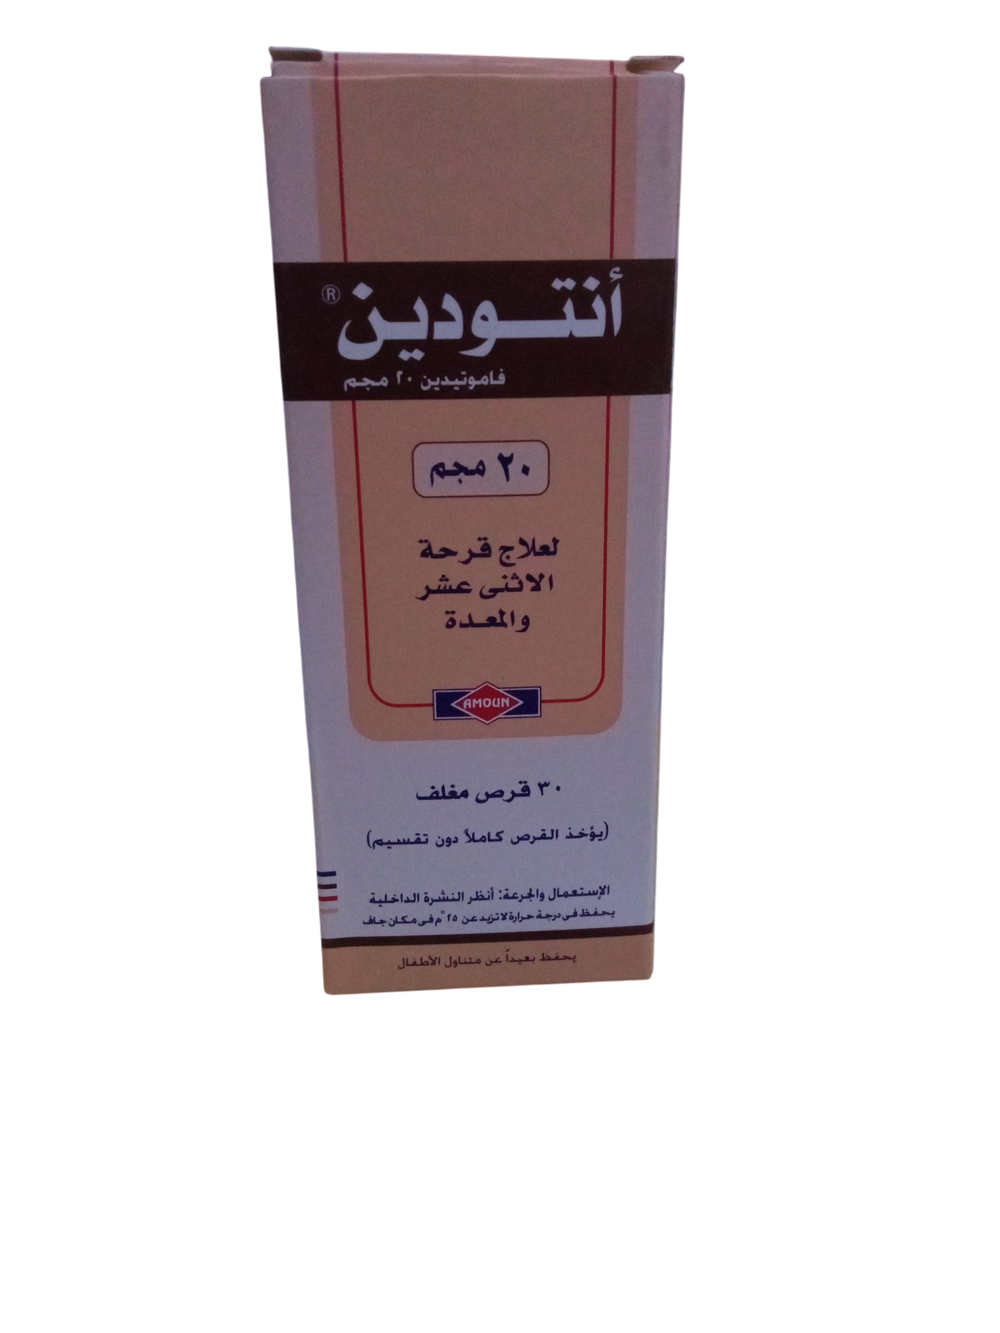 أنتودين ®
فاموتيدين ٢٠ مجم
٢٠ مجم
لعلاج قرحة
الاثنى عشر
والمعدة
AMOUN
٣٠ قرص مغلف
(يؤخذ القرص كاملاً دون تقسيم)
الإستعمال والجرعة: أنظر النشرة الداخلية
يحفظ فى درجة حرارة لا تزيد عن ٢٥°م فى مكان جاف
يحفظ بعيداً عن متناول الأطفال